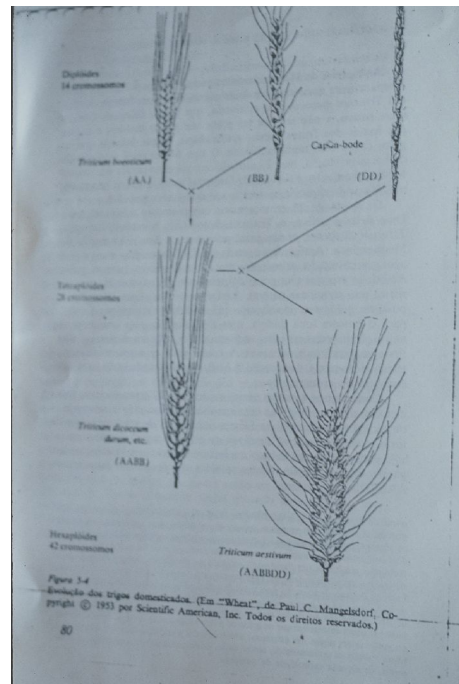 Diplóides
14 cromossomos
Capim-bode
Triticum boeoticum
(AA)
(BB)
(DD)
×
×
Tetraplóides
28 cromossomos
Triticum dicoccum
durum, etc.
(AABB)
Hexaplóides
42 cromossomos
Triticum aestivum
(AABBDD)
Figura 5-4
Evolução dos trigos domesticados. (Em "Wheat", de Paul C. Mangelsdorf. Co-
pyright © 1953 por Scientific American, Inc. Todos os direitos reservados.)
80